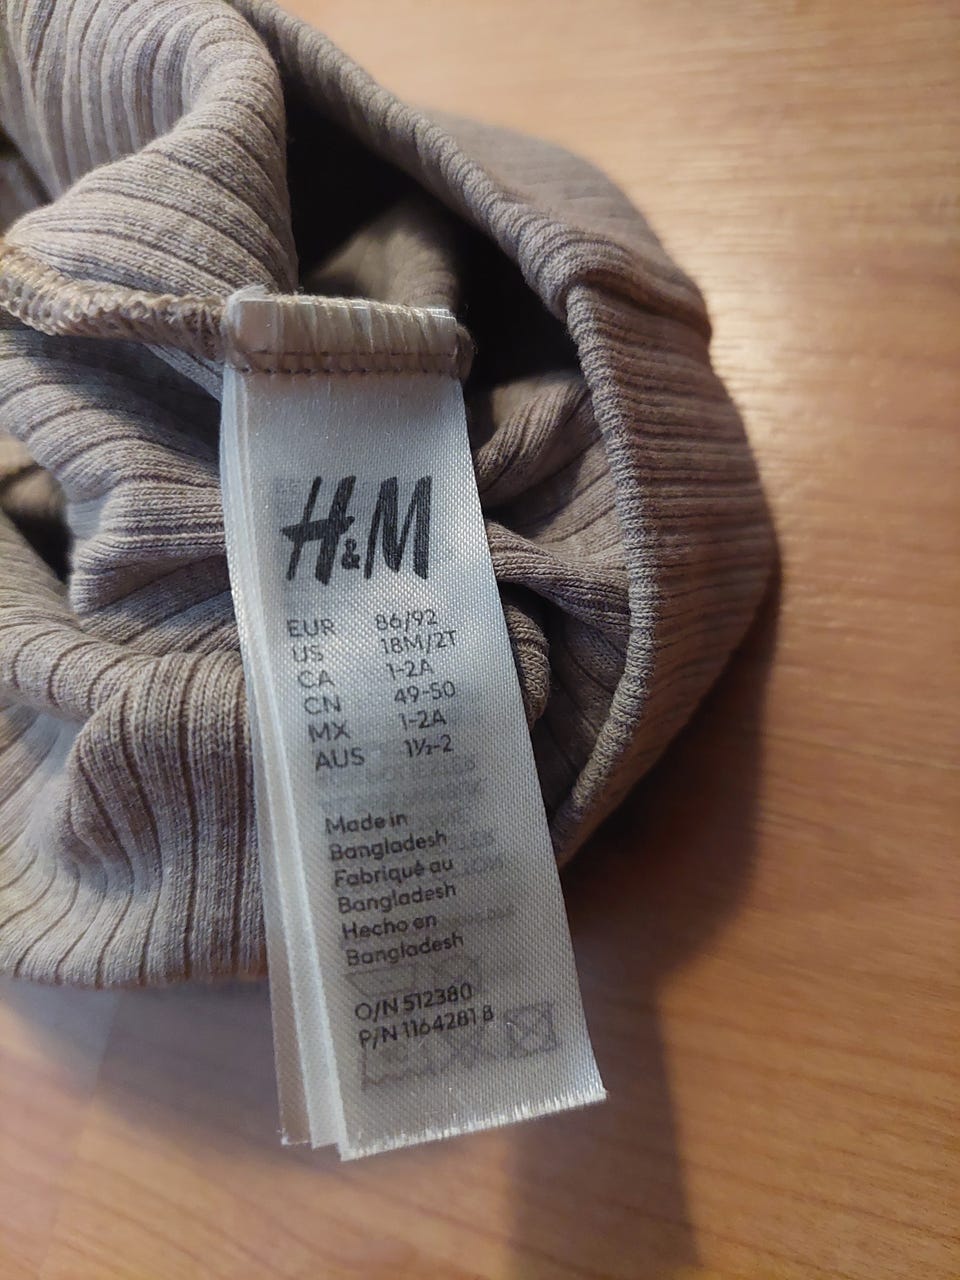 H&M
EUR 86/92
US 18M/2T
CA 1-2A
CN 49-50
MX 1-2A
AUS 1½-2
Made in
Bangladesh
Fabriqué au
Bangladesh
Hecho en
Bangladesh
O/N 512380
P/N 1164281 8